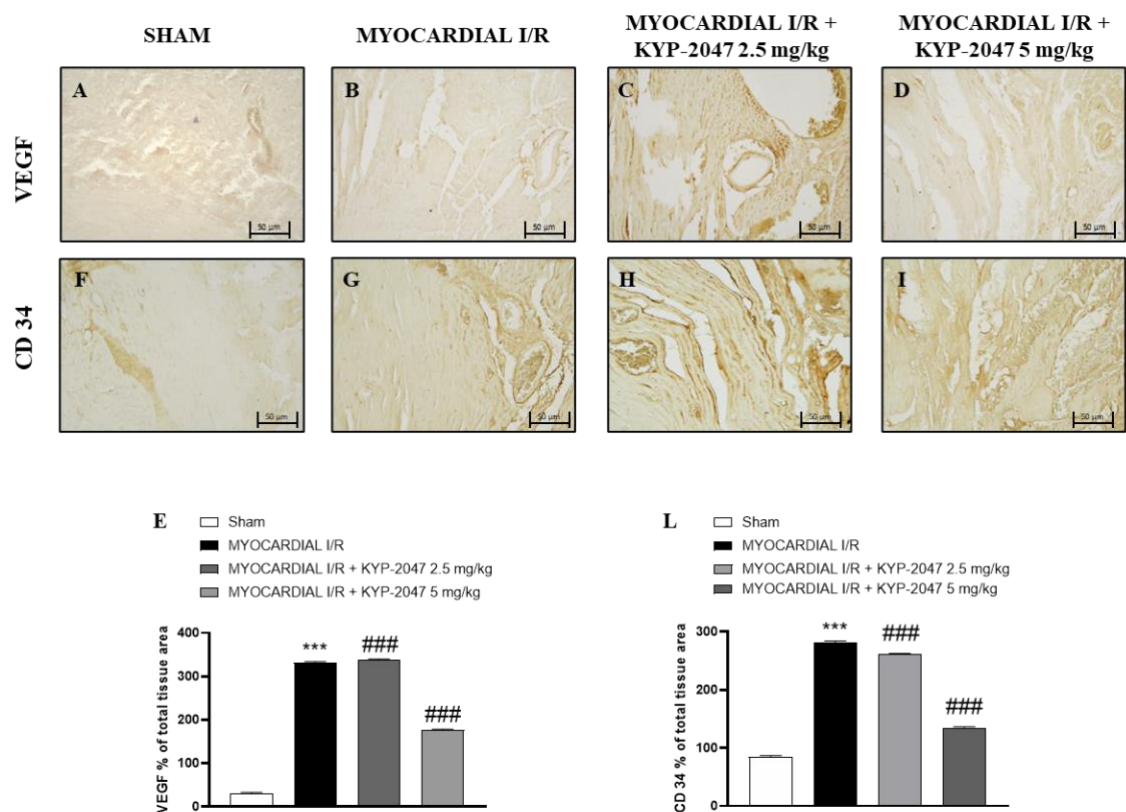 SHAM
MYOCARDIAL I/R
MYOCARDIAL I/R +
KYP-2047 2.5 mg/kg
MYOCARDIAL I/R +
KYP-2047 5 mg/kg
VEGF
A
50 µm
B
50 µm
C
50 µm
D
50 µm
CD 34
F
50 µm
G
50 µm
H
50 µm
I
50 µm
E
Sham
MYOCARDIAL I/R
MYOCARDIAL I/R + KYP-2047 2.5 mg/kg
MYOCARDIAL I/R + KYP-2047 5 mg/kg
VEGF % of total tissue area
400
300
200
100
0
***
###
###
L
Sham
MYOCARDIAL I/R
MYOCARDIAL I/R + KYP-2047 2.5 mg/kg
MYOCARDIAL I/R + KYP-2047 5 mg/kg
CD 34 % of total tissue area
300
200
100
0
***
###
###